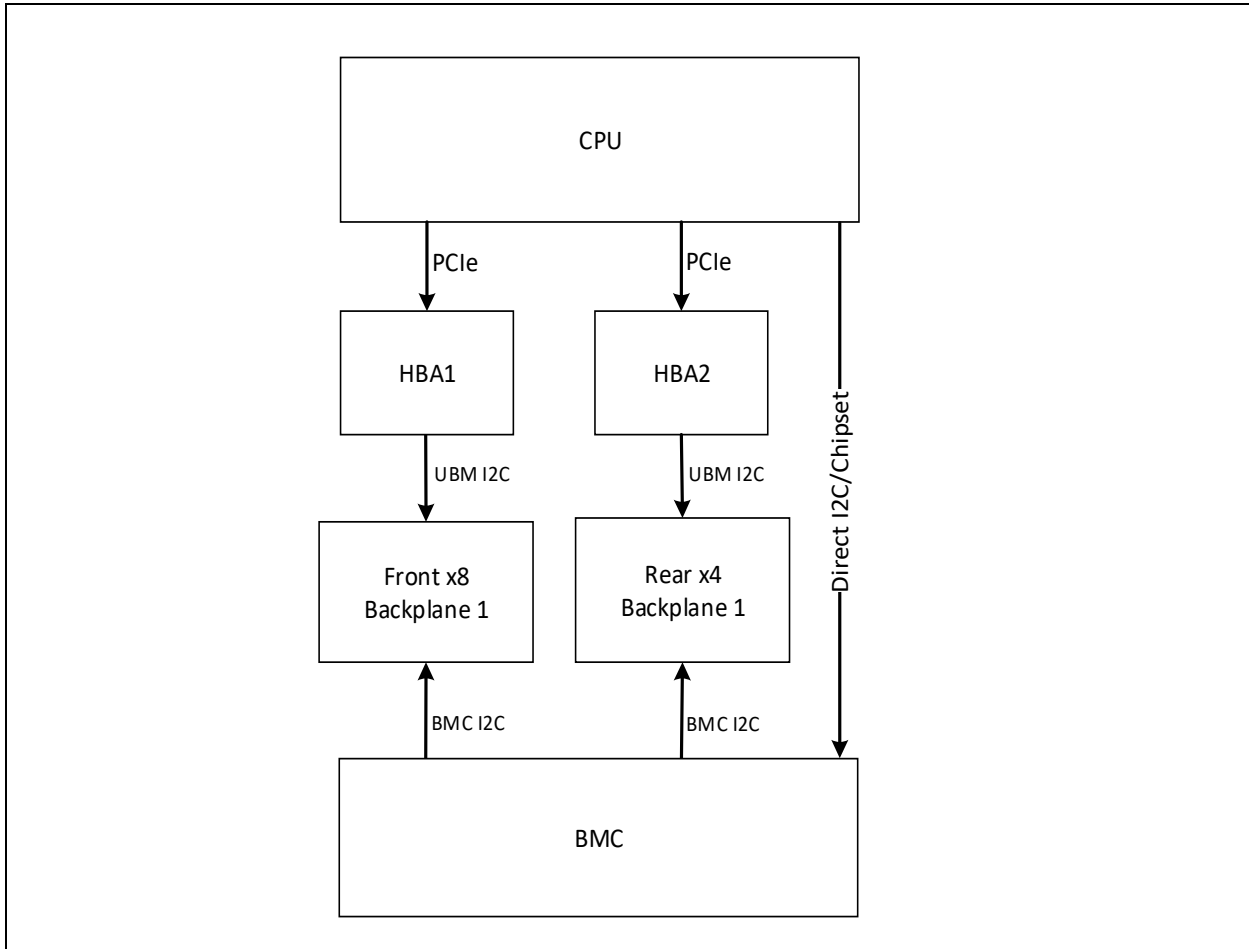 CPU
PCIe
PCIe
HBA1
HBA2
Direct I2C/Chipset
UBM I2C
UBM I2C
Front x8
Backplane 1
Rear x4
Backplane 1
BMC I2C
BMC I2C
BMC